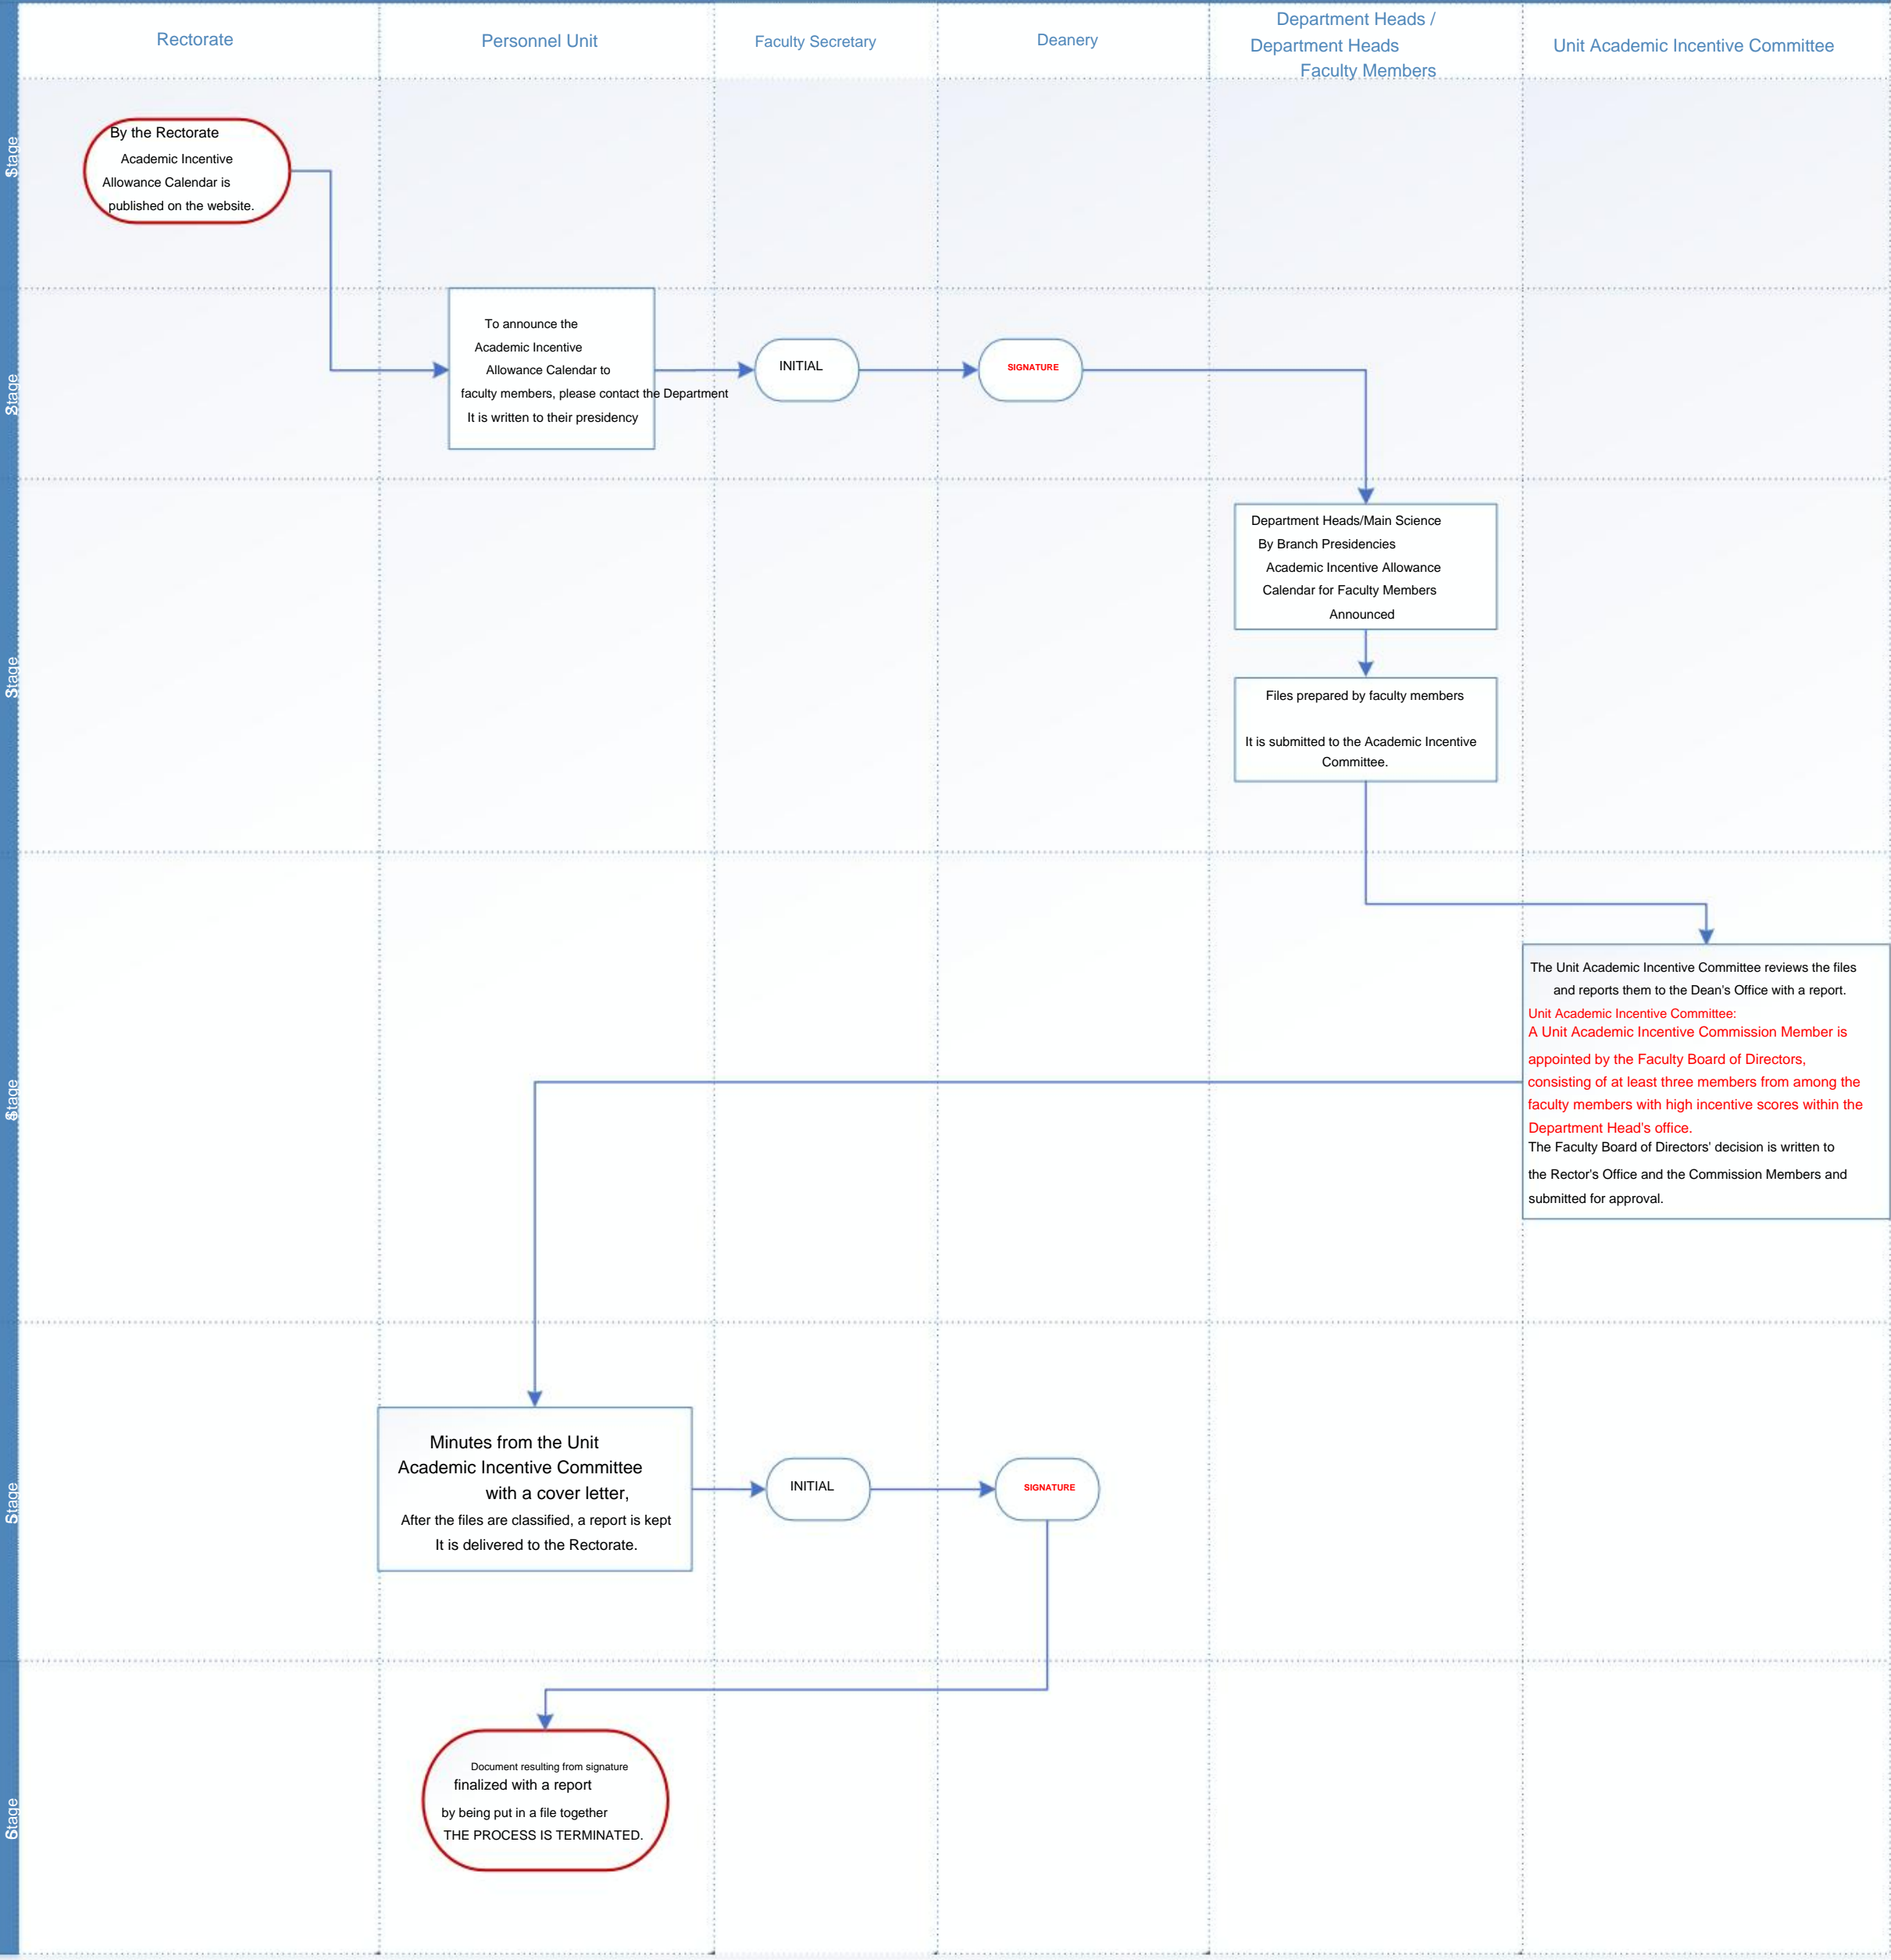 Rectorate
Personnel Unit
Faculty Secretary
Deanery
Department Heads /
Department Heads
Faculty Members
Unit Academic Incentive Committee
Stage
By the Rectorate
Academic Incentive
Allowance Calendar is
published on the website.
Stage
To announce the
Academic Incentive
Allowance Calendar to
faculty members, please contact the Department
It is written to their presidency
INITIAL
SIGNATURE
Stage
Department Heads/Main Science
By Branch Presidencies
Academic Incentive Allowance
Calendar for Faculty Members
Announced
Files prepared by faculty members
It is submitted to the Academic Incentive
Committee.
Stage
The Unit Academic Incentive Committee reviews the files
and reports them to the Dean's Office with a report.
Unit Academic Incentive Committee:
A Unit Academic Incentive Commission Member is
appointed by the Faculty Board of Directors,
consisting of at least three members from among the
faculty members with high incentive scores within the
Department Head's office.
The Faculty Board of Directors' decision is written to
the Rector's Office and the Commission Members and
submitted for approval.
Stage
Minutes from the Unit
Academic Incentive Committee
with a cover letter,
After the files are classified, a report is kept
It is delivered to the Rectorate.
INITIAL
SIGNATURE
Stage
Document resulting from signature
finalized with a report
by being put in a file together
THE PROCESS IS TERMINATED.